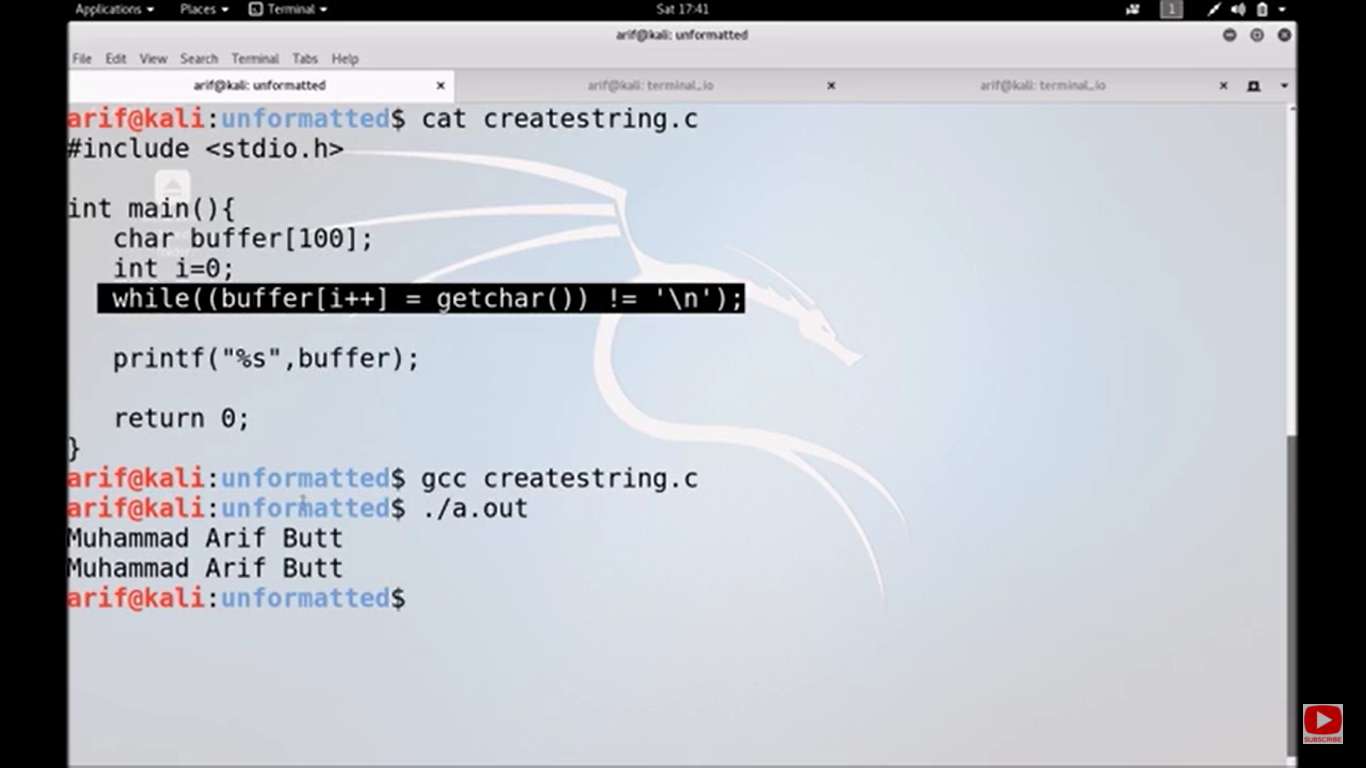 Applications Places Terminal Sat 17:41 1
arif@kali: unformatted
File Edit View Search Terminal Tabs Help
arif@kali: unformatted arif@kali: terminal_io arif@kali: terminal_io
arif@kali:unformatted$ cat createstring.c
#include <stdio.h>
int main(){
   char buffer[100];
   int i=0;
   while((buffer[i++] = getchar()) != '\n');
   printf("%s",buffer);
   return 0;
}
arif@kali:unformatted$ gcc createstring.c
arif@kali:unformatted$ ./a.out
Muhammad Arif Butt
Muhammad Arif Butt
arif@kali:unformatted$
SUBSCRIBE